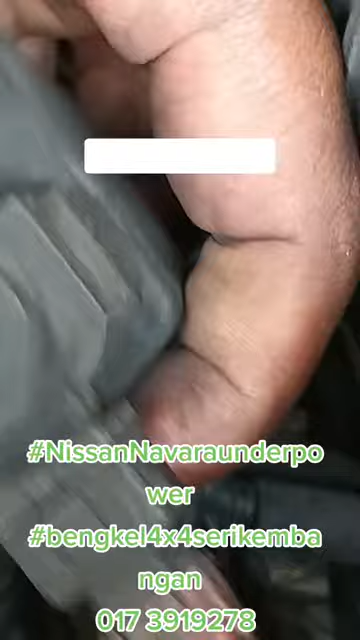 #NissanNavaraunderpo
wer
#bengkel4x4serikemba
ngan
017 3919278